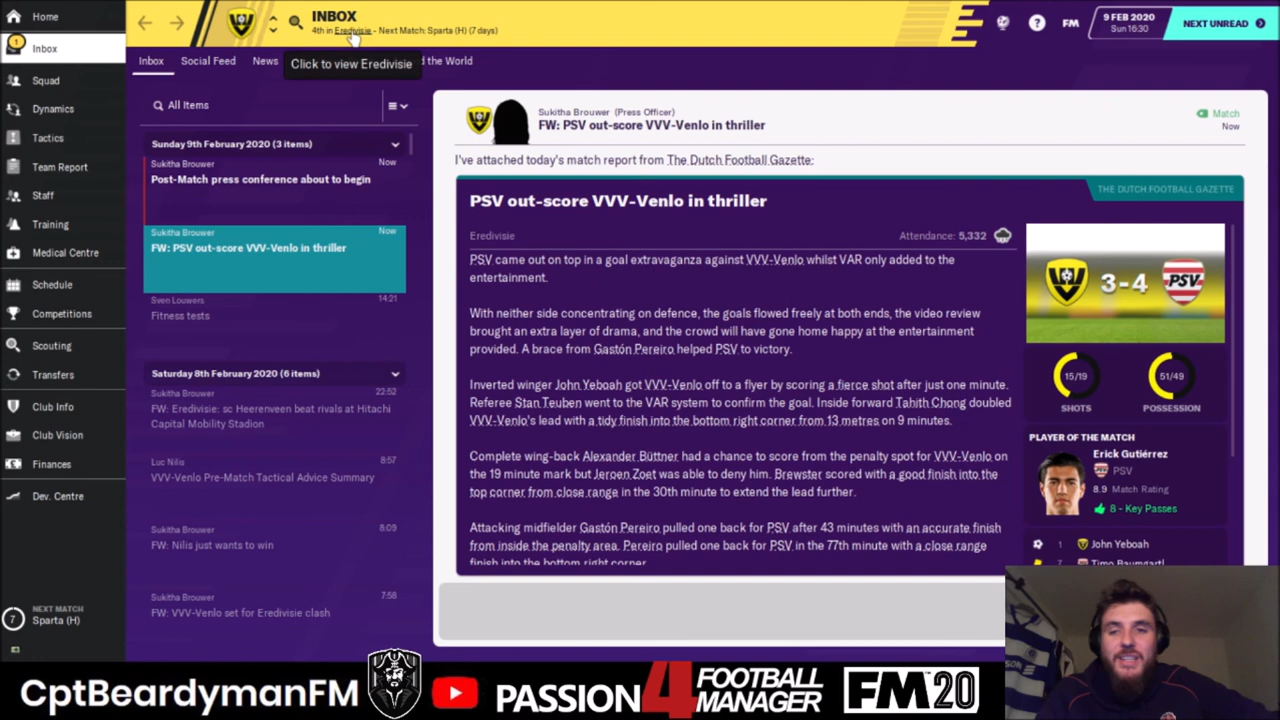 Home
1
Inbox
Squad
Dynamics
Tactics
Team Report
Staff
Training
Medical Centre
Schedule
Competitions
Scouting
Transfers
Club Info
Club Vision
Finances
Dev. Centre
7
NEXT MATCH
Sparta (H)
INBOX
4th in Eredivisie - Next Match: Sparta (H) (7 days)
?
FM
9 FEB 2020
Sun 16:30
NEXT UNREAD
Inbox
Social Feed
News
d the World
Click to view Eredivisie
All Items
Sunday 9th February 2020 (3 items)
Sukitha Brouwer
Now
Post-Match press conference about to begin
Sukitha Brouwer
Now
FW: PSV out-score VVV-Venlo in thriller
Sven Louwers
14:21
Fitness tests
Saturday 8th February 2020 (6 items)
Sukitha Brouwer
22:52
FW: Eredivisie: sc Heerenveen beat rivals at Hitachi
Capital Mobility Stadion
Luc Nilis
8:57
VVV-Venlo Pre-Match Tactical Advice Summary
Sukitha Brouwer
8:09
FW: Nilis just wants to win
Sukitha Brouwer
7:58
FW: VVV-Venlo set for Eredivisie clash
Sukitha Brouwer (Press Officer)
FW: PSV out-score VVV-Venlo in thriller
Match
Now
I've attached today's match report from The Dutch Football Gazette:
THE DUTCH FOOTBALL GAZETTE
PSV out-score VVV-Venlo in thriller
Eredivisie
Attendance: 5,332
PSV came out on top in a goal extravaganza against VVV-Venlo whilst VAR only added to the
entertainment.
With neither side concentrating on defence, the goals flowed freely at both ends, the video review
brought an extra layer of drama, and the crowd will have gone home happy at the entertainment
provided. A brace from Gastón Pereiro helped PSV to victory.
Inverted winger John Yeboah got VVV-Venlo off to a flyer by scoring a fierce shot after just one minute.
Referee Stan Teuben went to the VAR system to confirm the goal. Inside forward Tahith Chong doubled
VVV-Venlo's lead with a tidy finish into the bottom right corner from 13 metres on 9 minutes.
Complete wing-back Alexander Büttner had a chance to score from the penalty spot for VVV-Venlo on
the 19 minute mark but Jeroen Zoet was able to deny him. Brewster scored with a good finish into the
top corner from close range in the 30th minute to extend the lead further.
Attacking midfielder Gastón Pereiro pulled one back for PSV after 43 minutes with an accurate finish
from inside the penalty area. Pereiro pulled one back for PSV in the 77th minute with a close range
finish into the bottom right corner.
3-4
PSV
15/19
SHOTS
51/49
POSSESSION
PLAYER OF THE MATCH
Erick Gutiérrez
PSV
8.9 Match Rating
8 - Key Passes
1 John Yeboah
7 Timo Baumgartl
CptBeardymanFM
PASSION
4
FOOTBALL
MANAGER
FM20